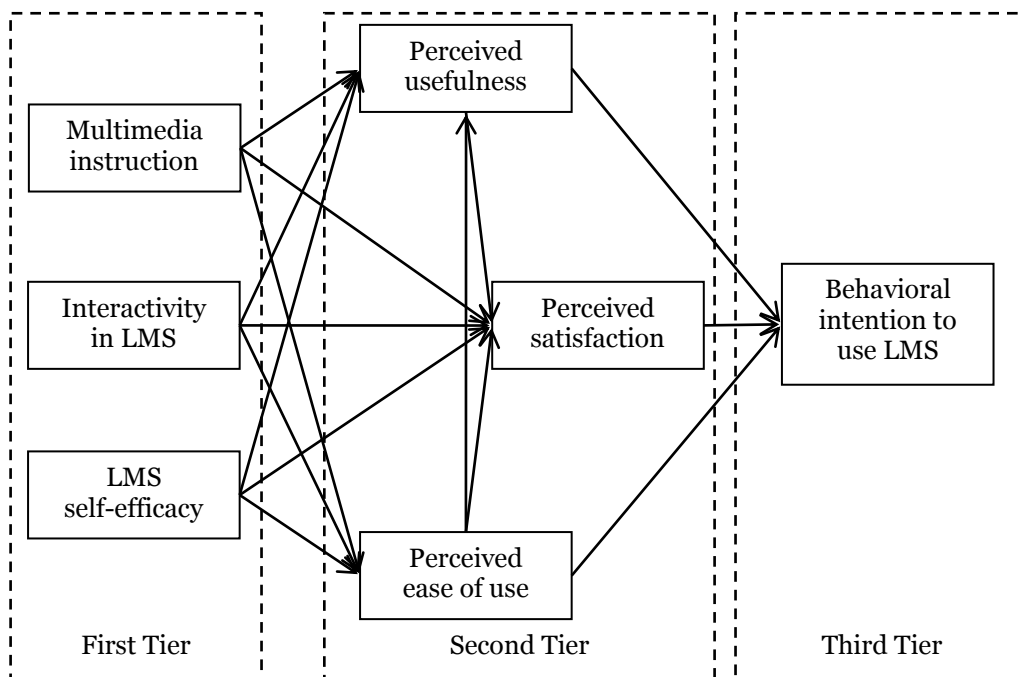 Perceived
usefulness
Multimedia
instruction
Interactivity
in LMS
Perceived
satisfaction
Behavioral
intention to
use LMS
LMS
self-efficacy
Perceived
ease of use
First Tier
Second Tier
Third Tier